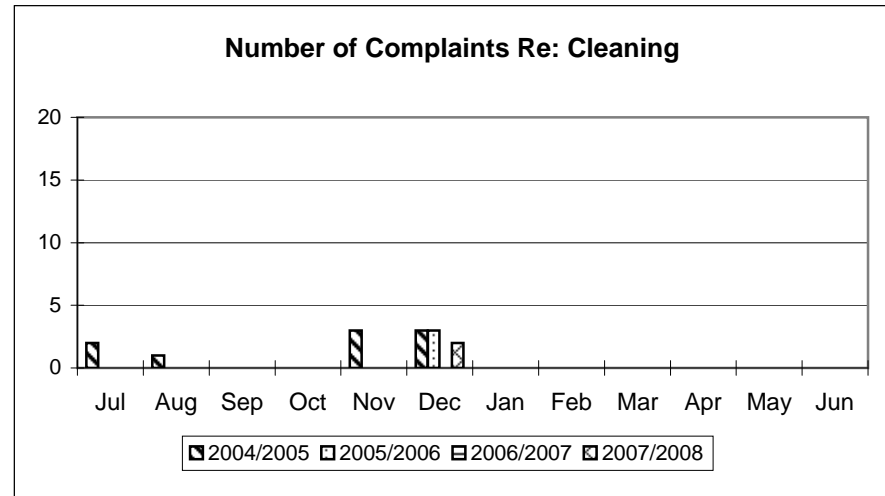 Number of Complaints Re: Cleaning
20
15
10
5
0
Jul Aug Sep Oct Nov Dec Jan Feb Mar Apr May Jun
2004/2005 2005/2006 2006/2007 2007/2008